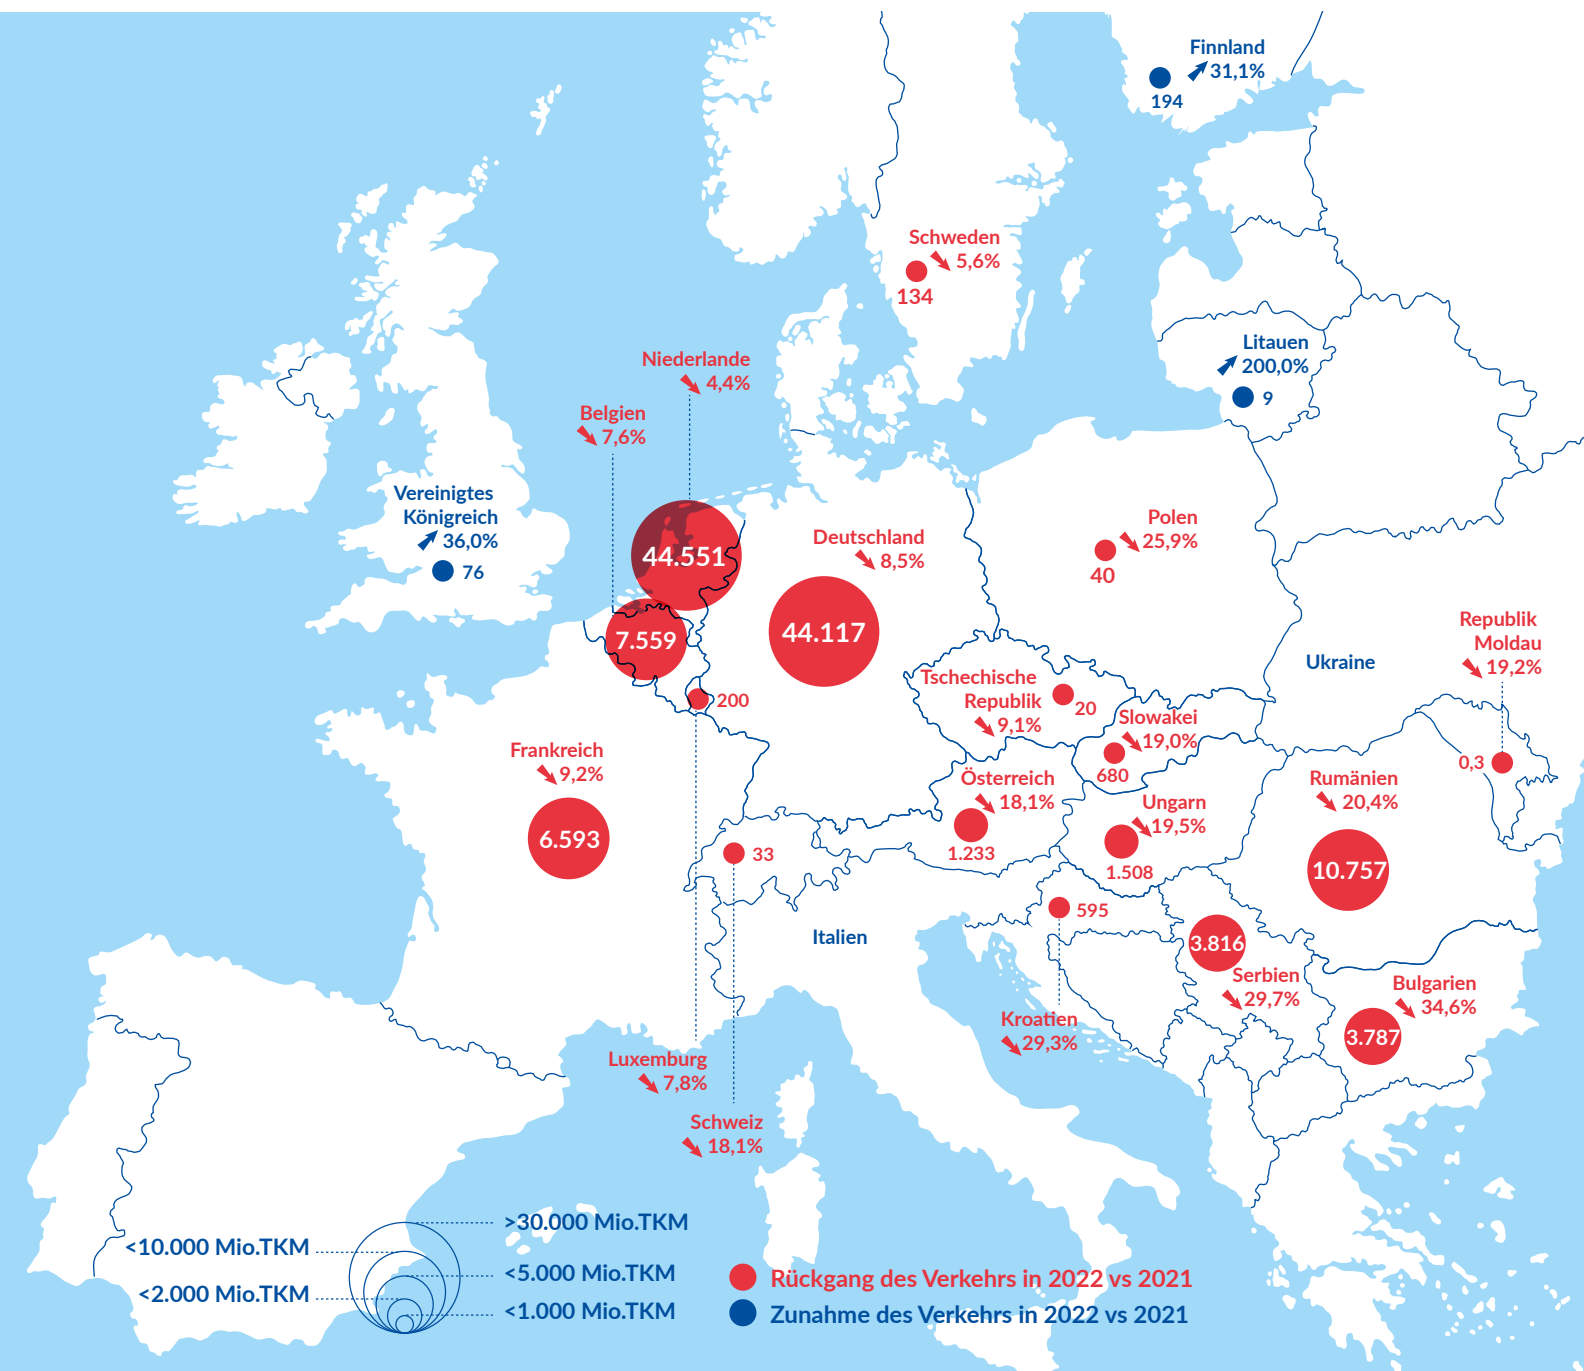 Finnland
31,1%
194
Schweden
5,6%
134
Litauen
200,0%
9
Niederlande
4,4%
44.551
Belgien
7,6%
7.559
Vereinigtes
Königreich
36,0%
76
Deutschland
8,5%
44.117
Polen
25,9%
40
Ukraine
Republik
Moldau
19,2%
0,3
Tschechische
Republik
9,1%
20
Slowakei
19,0%
680
200
Frankreich
9,2%
6.593
Österreich
18,1%
1.233
Ungarn
19,5%
1.508
Rumänien
20,4%
10.757
33
595
Italien
3.816
Serbien
29,7%
Bulgarien
34,6%
3.787
Kroatien
29,3%
Luxemburg
7,8%
Schweiz
18,1%
>30.000 Mio.TKM
<10.000 Mio.TKM
<5.000 Mio.TKM
<2.000 Mio.TKM
<1.000 Mio.TKM
Rückgang des Verkehrs in 2022 vs 2021
Zunahme des Verkehrs in 2022 vs 2021